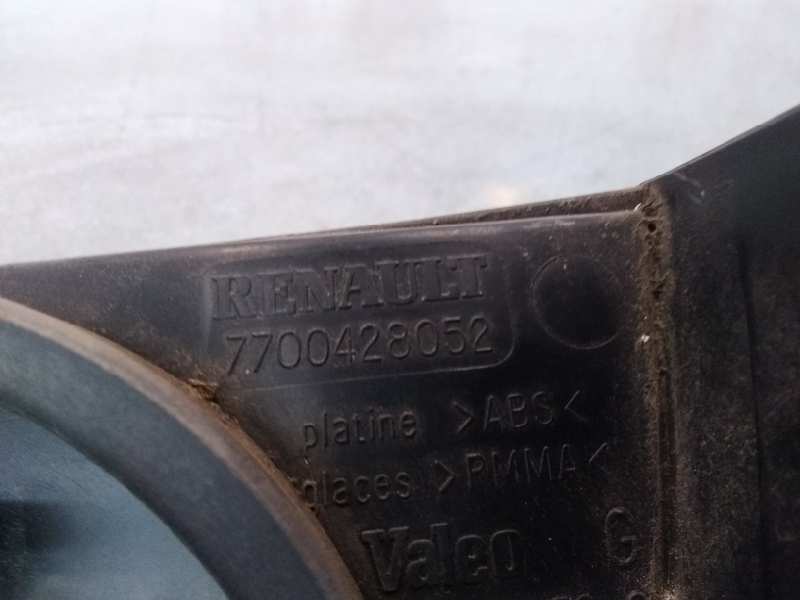 RENAULT
7700428052
platine >ABS<
glaces >PMMA<
Valeo G